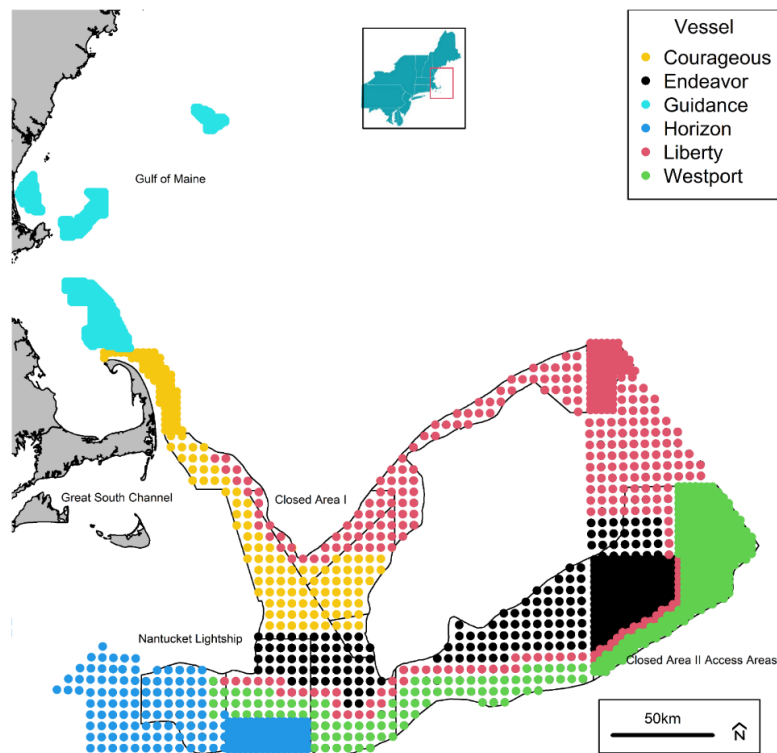 Vessel
Courageous
Endeavor
Guidance
Horizon
Liberty
Westport
Gulf of Maine
Great South Channel
Closed Area I
Nantucket Lightship
Closed Area II Access Areas
50km
N